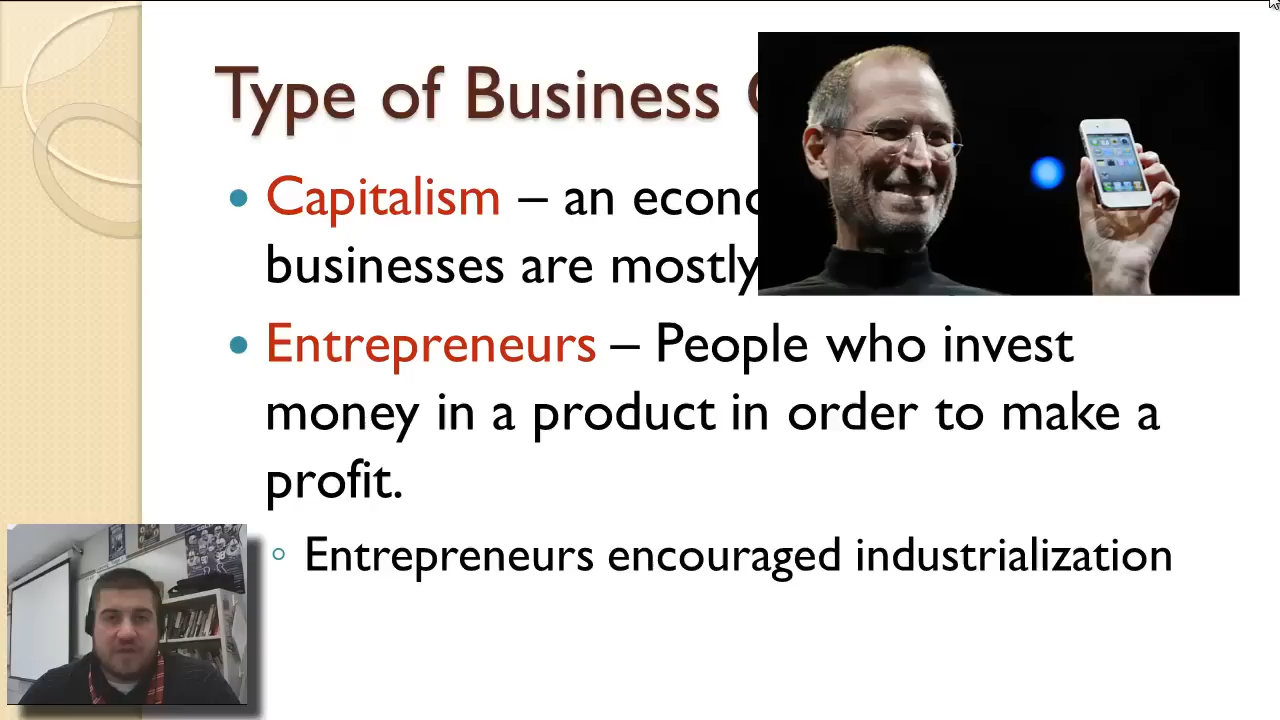 Type of Business
Capitalism – an
businesses are mostly
Entrepreneurs – People who invest
money in a product in order to make a
profit.
Entrepreneurs encouraged industrialization